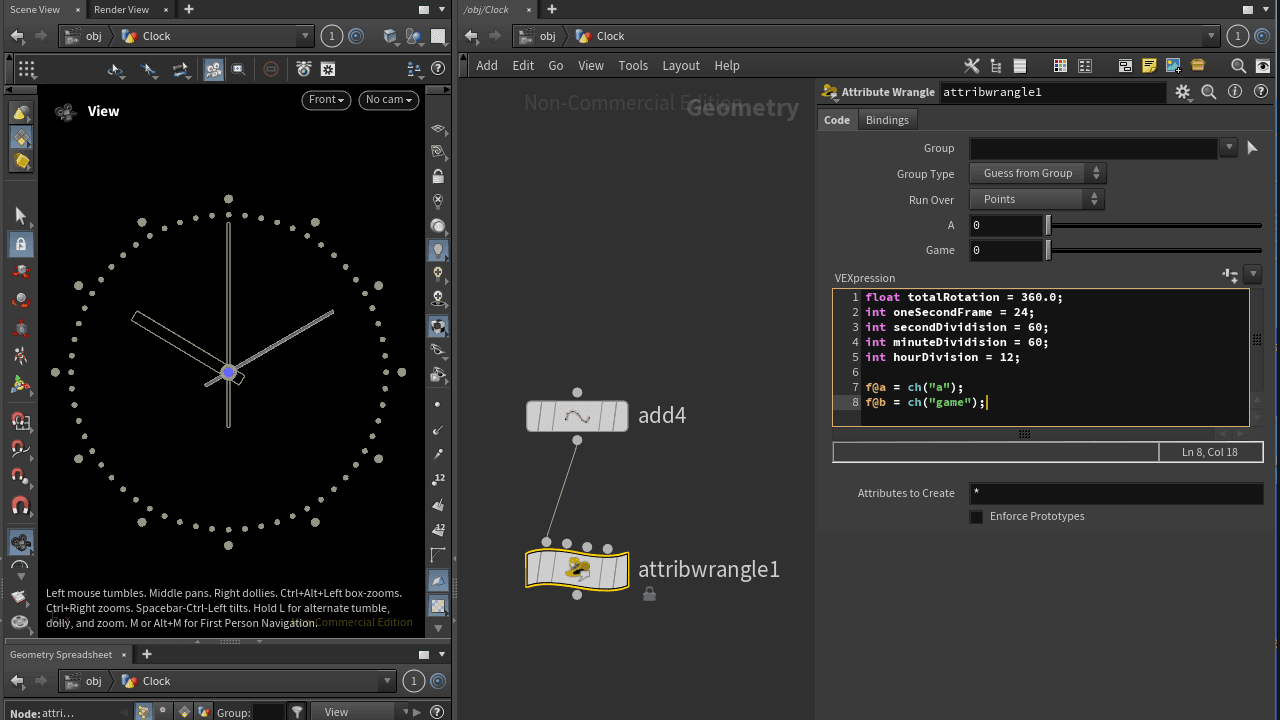 Scene View × Render View ×
obj Clock 1
View
Front No cam
Left mouse tumbles. Middle pans. Right dollies. Ctrl+Alt+Left box-zooms.
Ctrl+Right zooms. Spacebar-Ctrl-Left tilts. Hold L for alternate tumble,
dolly, and zoom. M or Alt+M for First Person Navigation.
Commercial Edition
12
12
Geometry Spreadsheet ×
obj Clock 1
Node: attri... Group: View
/obj/Clock ×
obj Clock 1
Add Edit Go View Tools Layout Help
Non-Commercial Edition
Geometry
add4
attribwrangle1
Attribute Wrangle attribwrangle1
Code Bindings
Group
Group Type Guess from Group
Run Over Points
A 0
Game 0
VEXpression
1 float totalRotation = 360.0;
2 int oneSecondFrame = 24;
3 int secondDividision = 60;
4 int minuteDividision = 60;
5 int hourDivision = 12;
6
7 f@a = ch("a");
8 f@b = ch("game");
Ln 8, Col 18
Attributes to Create *
Enforce Prototypes